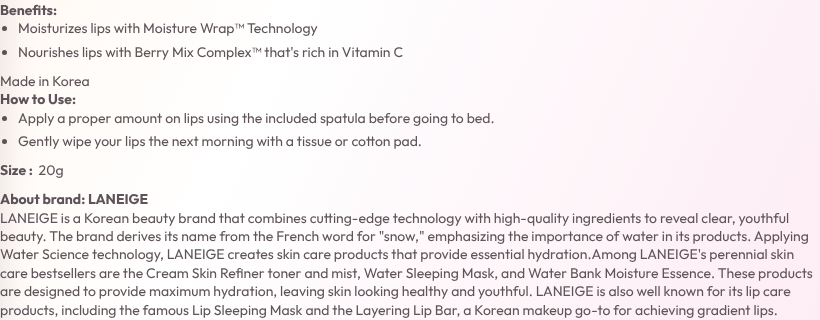 Benefits:
• Moisturizes lips with Moisture Wrap™ Technology
• Nourishes lips with Berry Mix Complex™ that's rich in Vitamin C
Made in Korea
How to Use:
• Apply a proper amount on lips using the included spatula before going to bed.
• Gently wipe your lips the next morning with a tissue or cotton pad.
Size : 20g
About brand: LANEIGE
LANEIGE is a Korean beauty brand that combines cutting-edge technology with high-quality ingredients to reveal clear, youthful
beauty. The brand derives its name from the French word for "snow," emphasizing the importance of water in its products. Applying
Water Science technology, LANEIGE creates skin care products that provide essential hydration.Among LANEIGE's perennial skin
care bestsellers are the Cream Skin Refiner toner and mist, Water Sleeping Mask, and Water Bank Moisture Essence. These products
are designed to provide maximum hydration, leaving skin looking healthy and youthful. LANEIGE is also well known for its lip care
products, including the famous Lip Sleeping Mask and the Layering Lip Bar, a Korean makeup go-to for achieving gradient lips.